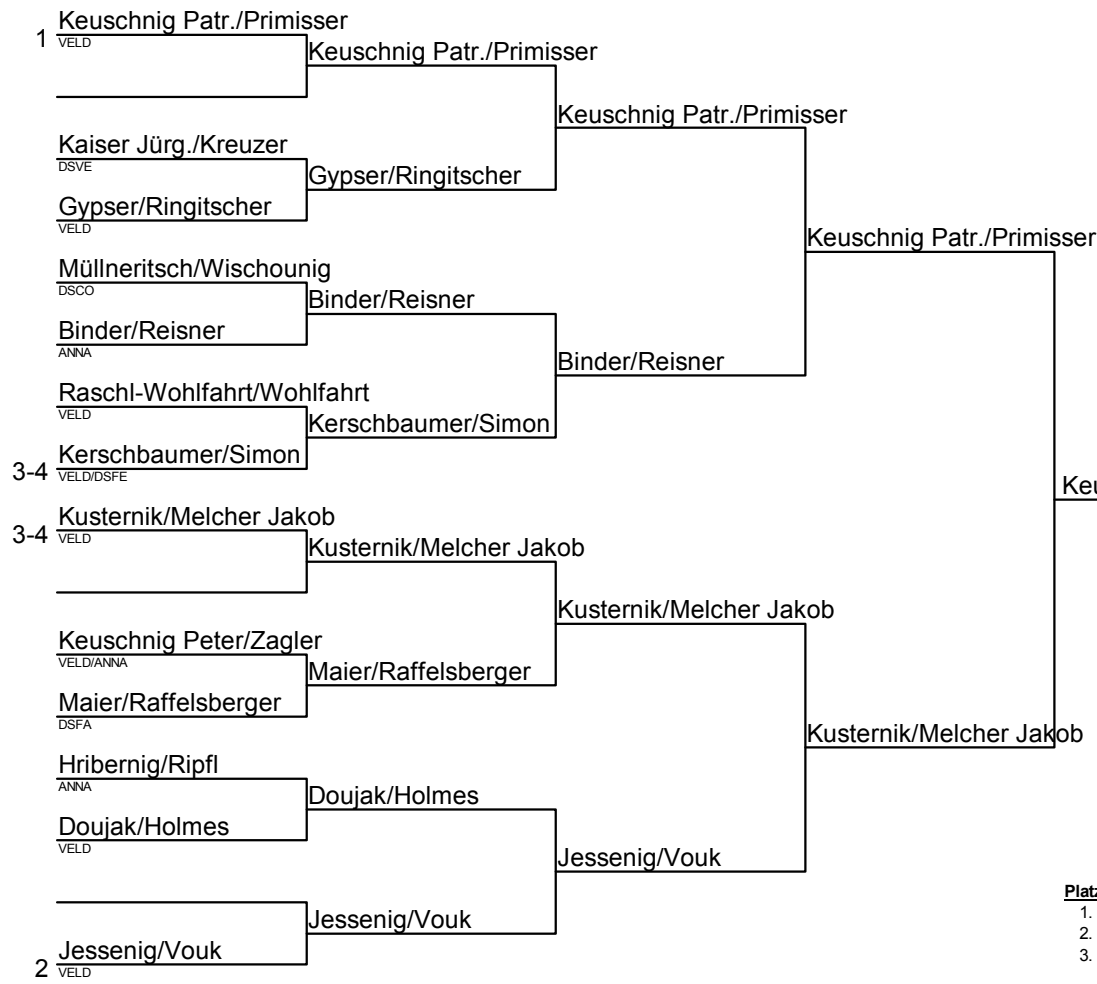 Keuschnig Patr./Primisser
1 VELD
Keuschnig Patr./Primisser
Keuschnig Patr./Primisser
Kaiser Jürg./Kreuzer
DSVE
Gypser/Ringitscher
Gypser/Ringitscher
VELD
Keuschnig Patr./Primisser
Müllneritsch/Wischounig
DSCO
Binder/Reisner
Binder/Reisner
ANNA
Binder/Reisner
Raschl-Wohlfahrt/Wohlfahrt
VELD
Kerschbaumer/Simon
Kerschbaumer/Simon
3-4 VELD/DSFE
Keu
Kusternik/Melcher Jakob
3-4 VELD
Kusternik/Melcher Jakob
Kusternik/Melcher Jakob
Keuschnig Peter/Zagler
VELD/ANNA
Maier/Raffelsberger
Maier/Raffelsberger
DSFA
Kusternik/Melcher Jakob
Hribernig/Ripfl
ANNA
Doujak/Holmes
Doujak/Holmes
VELD
Jessenig/Vouk
Jessenig/Vouk
Jessenig/Vouk
2 VELD
Platz
1.
2.
3.